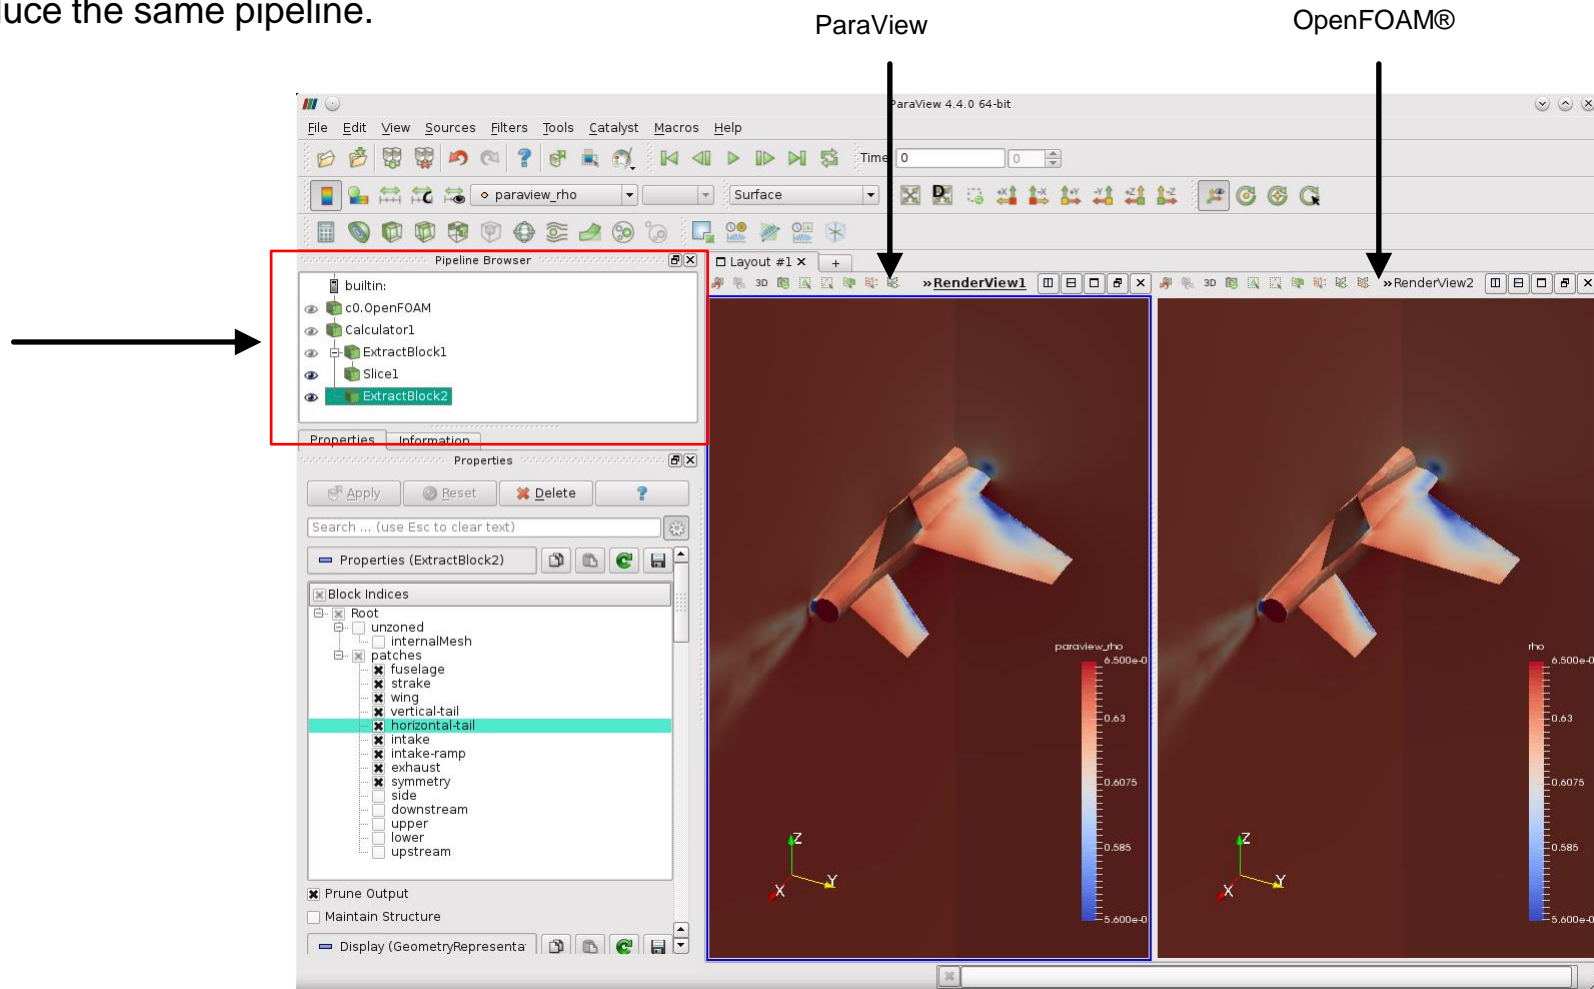 luce the same pipeline.
ParaView
OpenFOAM®
ParaView 4.4.0 64-bit
File Edit View Sources Filters Tools Catalyst Macros Help
Time: 0 0
paraview_rho Surface
Pipeline Browser
Layout #1
builtin:
3D »RenderView1 3D »RenderView2
c0.OpenFOAM
Calculator1
ExtractBlock1
Slice1
ExtractBlock2
Properties Information
Properties
Apply Reset Delete ?
Search ... (use Esc to clear text)
Properties (ExtractBlock2)
Block Indices
Root
unzoned
internalMesh
patches
fuselage
strake
wing
vertical-tail
horizontal-tail
intake
intake-ramp
exhaust
symmetry
side
downstream
upper
lower
upstream
Prune Output
Maintain Structure
Display (GeometryRepresenta
paraview_rho
6.500e-0
0.63
0.6075
0.585
5.600e-0
Z
Y
X
rho
6.500e-0
0.63
0.6075
0.585
5.600e-0
Z
Y
X